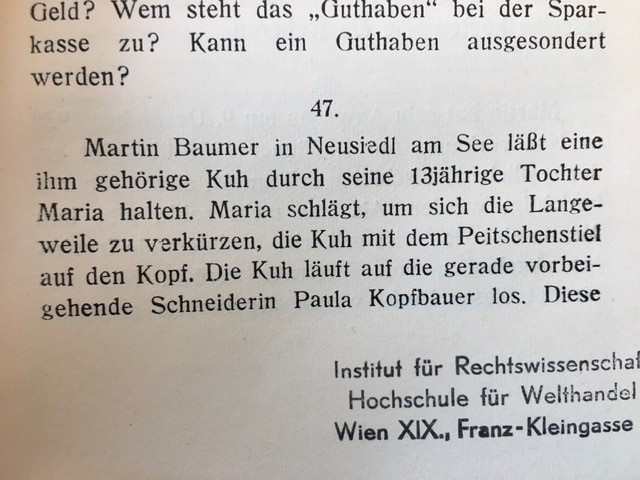 Geld? Wem steht das „Guthaben“ bei der Spar-
kasse zu? Kann ein Guthaben ausgesondert
werden?
47.
Martin Baumer in Neusiedl am See läßt eine
ihm gehörige Kuh durch seine 13jährige Tochter
Maria halten. Maria schlägt, um sich die Lange-
weile zu verkürzen, die Kuh mit dem Peitschenstiel
auf den Kopf. Die Kuh läuft auf die gerade vorbei-
gehende Schneiderin Paula Kopfbauer los. Diese
Institut für Rechtswissenschaf
Hochschule für Welthandel
Wien XIX., Franz-Kleingasse